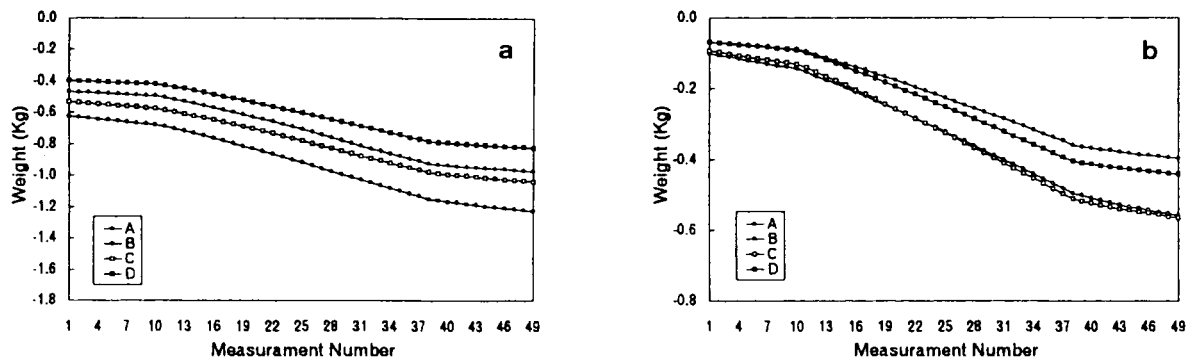 a
Weight (Kg)
0.0
-0.2
-0.4
-0.6
-0.8
-1.0
-1.2
-1.4
-1.6
-1.8
A
B
C
D
1 4 7 10 13 16 19 22 25 28 31 34 37 40 43 46 49
Measurament Number
b
Weight (Kg)
0.0
-0.2
-0.4
-0.6
-0.8
A
B
C
D
1 4 7 10 13 16 19 22 25 28 31 34 37 40 43 46 49
Measurament Number